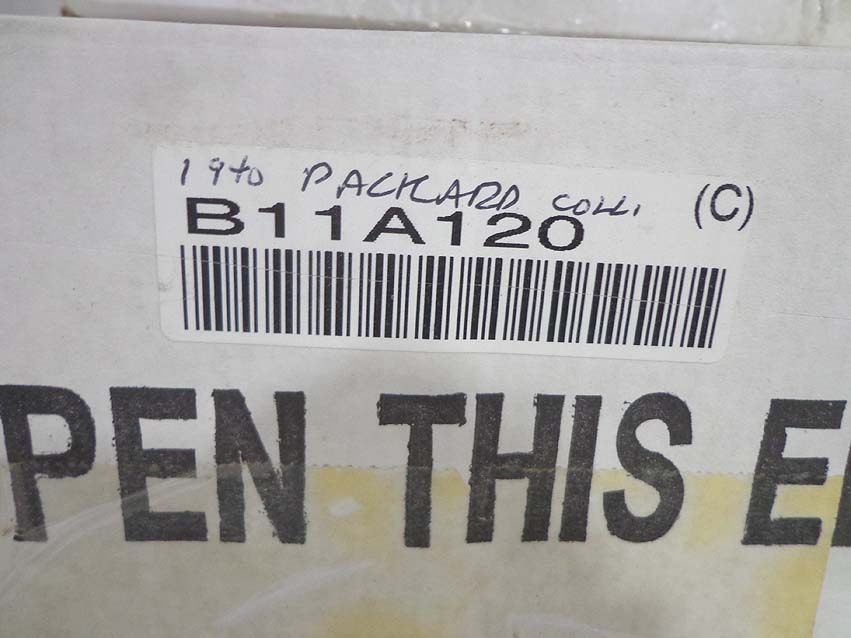 1940 PACKARD COLL. (C)
B11A120
PEN THIS E